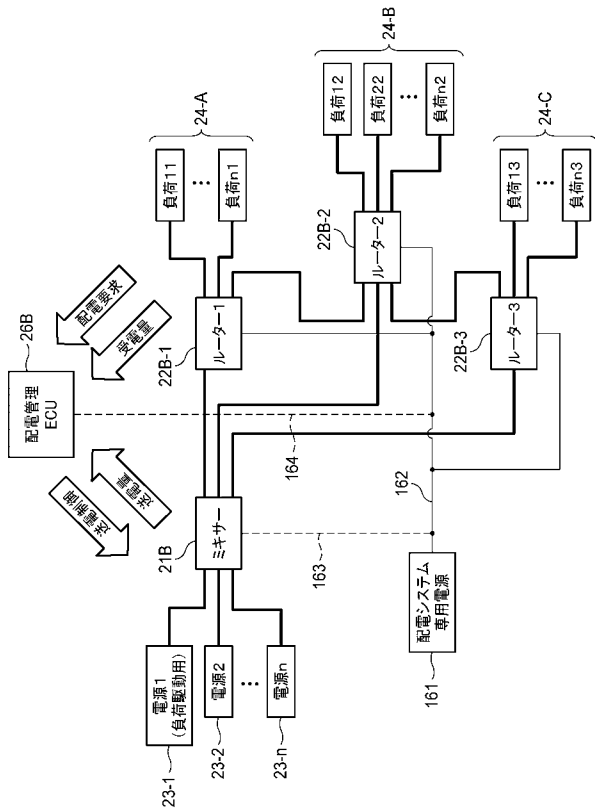 26B
配電管理
ECU
配電要求
受電量
送電制御
送電量
164
163
162
電源1
(負荷駆動用)
23-1
電源2
23-2
⋯
電源n
23-n
ミキサー
21B
配電システム
専用電源
161
ルーター1
22B-1
ルーター2
22B-2
ルーター3
22B-3
24-A
負荷11
⋯
負荷n1
24-B
負荷12
負荷22
⋯
負荷n2
24-C
負荷13
⋯
負荷n3